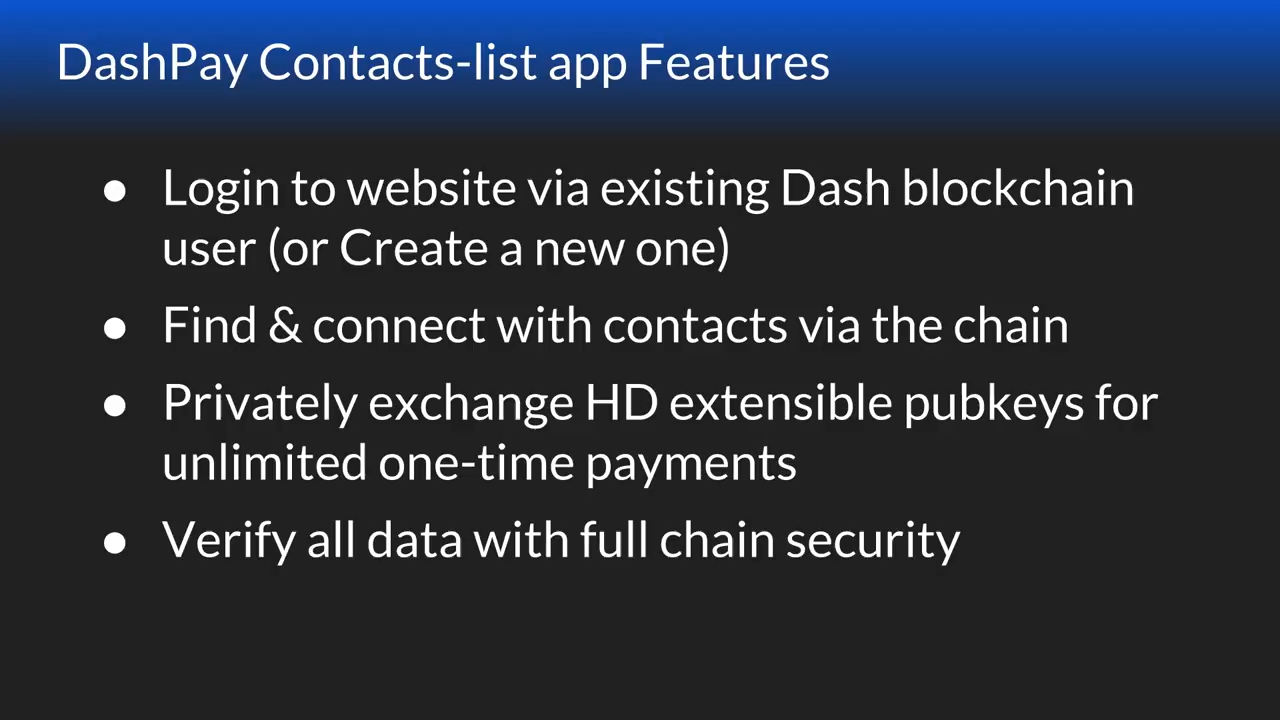 DashPay Contacts-list app Features
● Login to website via existing Dash blockchain
user (or Create a new one)
● Find & connect with contacts via the chain
● Privately exchange HD extensible pubkeys for
unlimited one-time payments
● Verify all data with full chain security